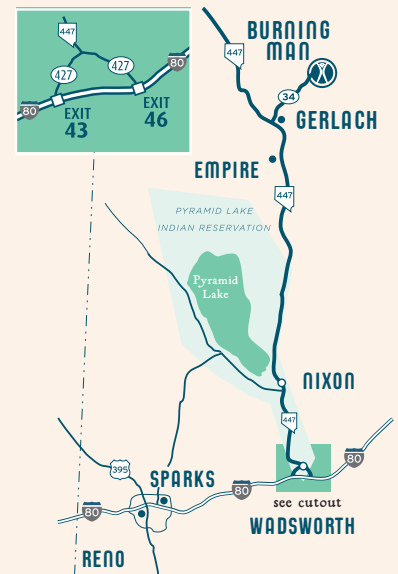 447
427
427
80
80
EXIT
43
EXIT
46
447
BURNING
MAN
34
GERLACH
EMPIRE
447
PYRAMID LAKE
INDIAN RESERVATION
Pyramid
Lake
NIXON
447
395
SPARKS
80
80
80
see cutout
WADSWORTH
RENO